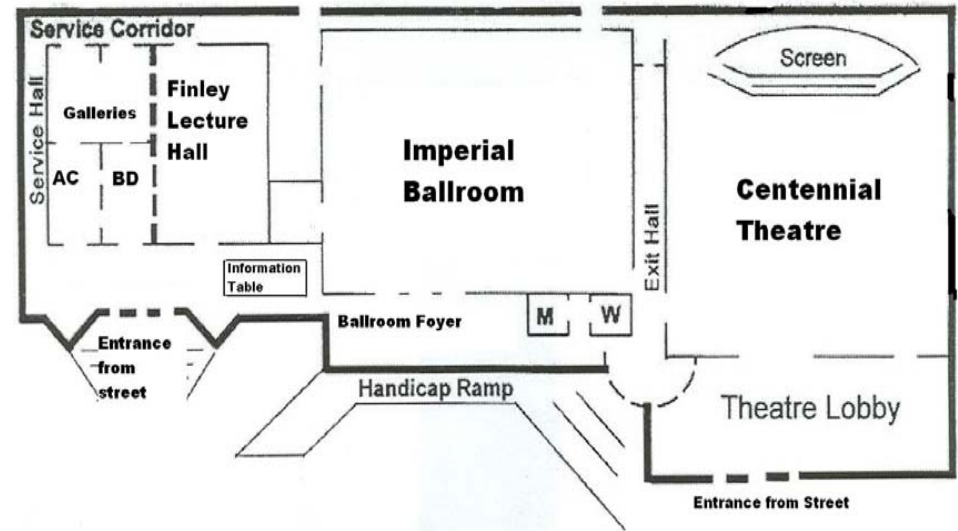 Service Corridor
Service Hall
Galleries
AC
BD
Finley
Lecture
Hall
Imperial
Ballroom
Exit Hall
Screen
Centennial
Theatre
Information
Table
Ballroom Foyer
M
W
Entrance
from
street
Handicap Ramp
Theatre Lobby
Entrance from Street